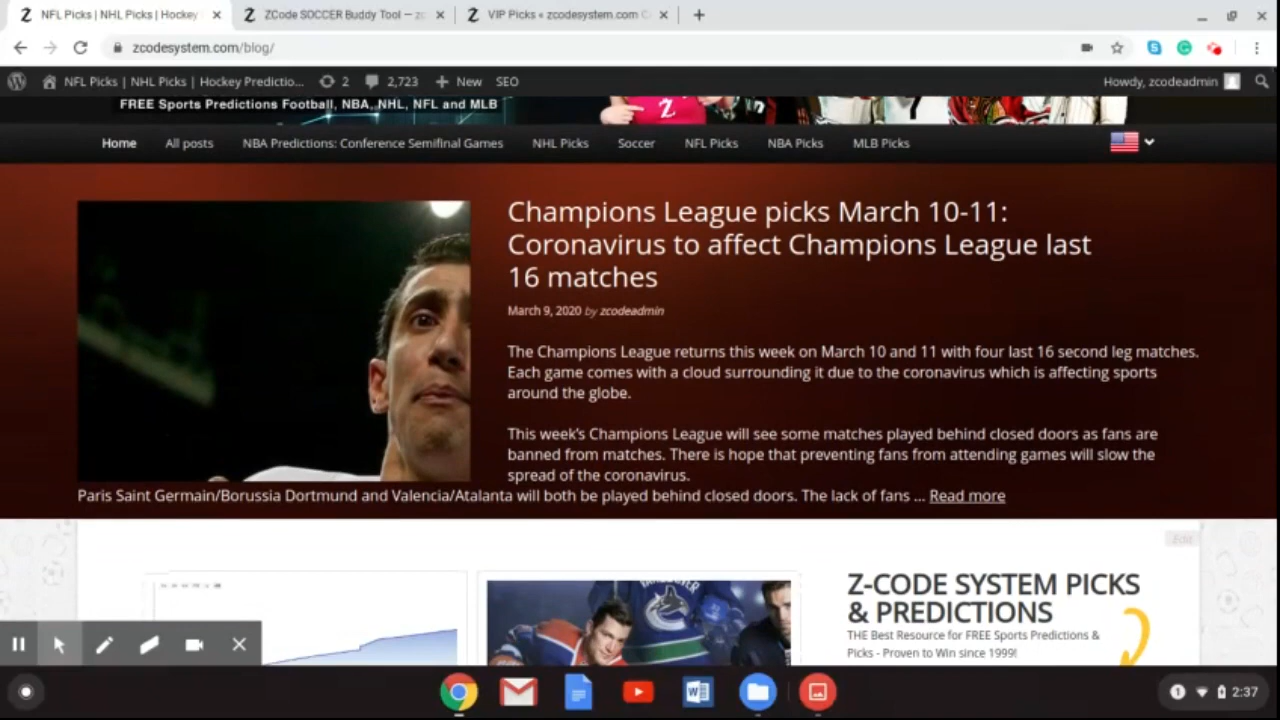 NFL Picks | NHL Picks | Hockey
ZCode SOCCER Buddy Tool — zc
VIP Picks « zcodesystem.com C
zcodesystem.com/blog/
NFL Picks | NHL Picks | Hockey Predictio...
2
2,723
New
SEO
Howdy, zcodeadmin
FREE Sports Predictions Football, NBA, NHL, NFL and MLB
Home
All posts
NBA Predictions: Conference Semifinal Games
NHL Picks
Soccer
NFL Picks
NBA Picks
MLB Picks
Champions League picks March 10-11:
Coronavirus to affect Champions League last
16 matches
March 9, 2020 by zcodeadmin
The Champions League returns this week on March 10 and 11 with four last 16 second leg matches.
Each game comes with a cloud surrounding it due to the coronavirus which is affecting sports
around the globe.
This week's Champions League will see some matches played behind closed doors as fans are
banned from matches. There is hope that preventing fans from attending games will slow the
spread of the coronavirus.
Paris Saint Germain/Borussia Dortmund and Valencia/Atalanta will both be played behind closed doors. The lack of fans ... Read more
Edit
VANCOUVER
Z-CODE SYSTEM PICKS
& PREDICTIONS
THE Best Resource for FREE Sports Predictions &
Picks - Proven to Win since 1999!
1
2:37